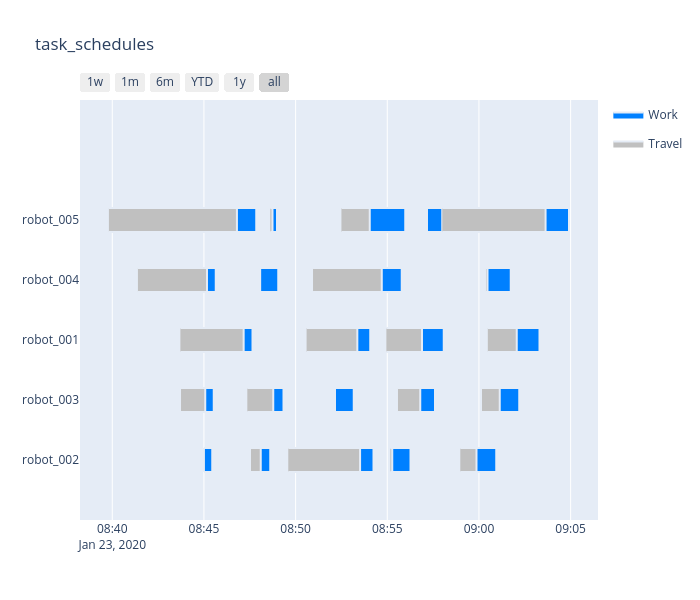 task_schedules
1w 1m 6m YTD 1y all
Work
Travel
robot_005
robot_004
robot_001
robot_003
robot_002
08:40 08:45 08:50 08:55 09:00 09:05
Jan 23, 2020